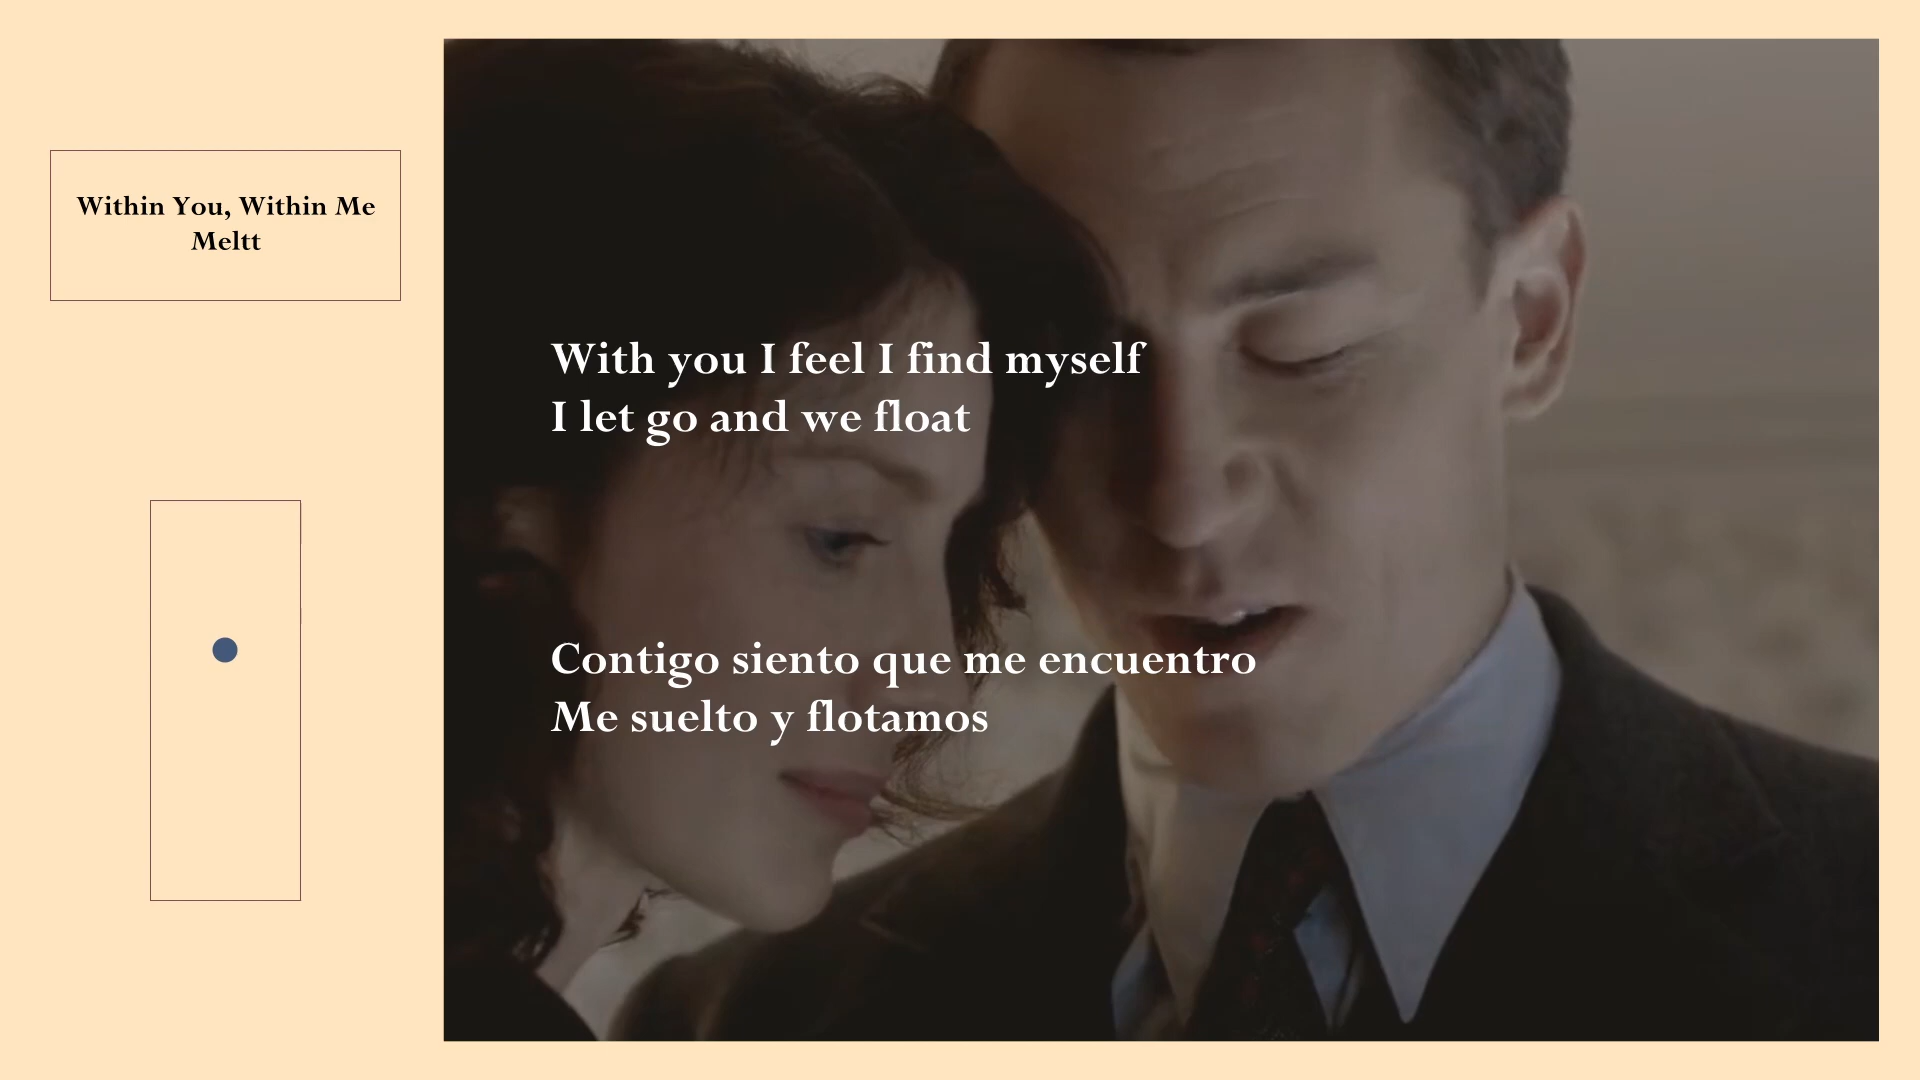 Within You, Within Me
Meltt
With you I feel I find myself
I let go and we float
Contigo siento que me encuentro
Me suelto y flotamos